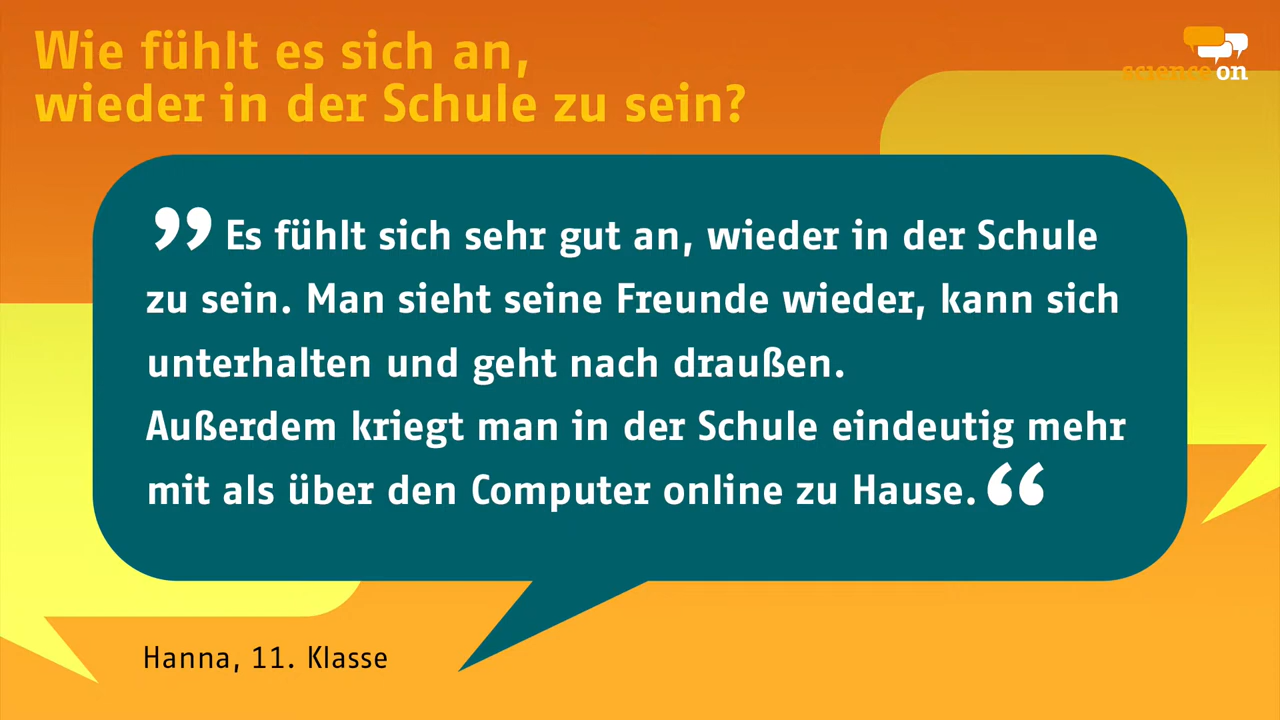 Wie fühlt es sich an,
wieder in der Schule zu sein?
science on
”Es fühlt sich sehr gut an, wieder in der Schule
zu sein. Man sieht seine Freunde wieder, kann sich
unterhalten und geht nach draußen.
Außerdem kriegt man in der Schule eindeutig mehr
mit als über den Computer online zu Hause.“
Hanna, 11. Klasse